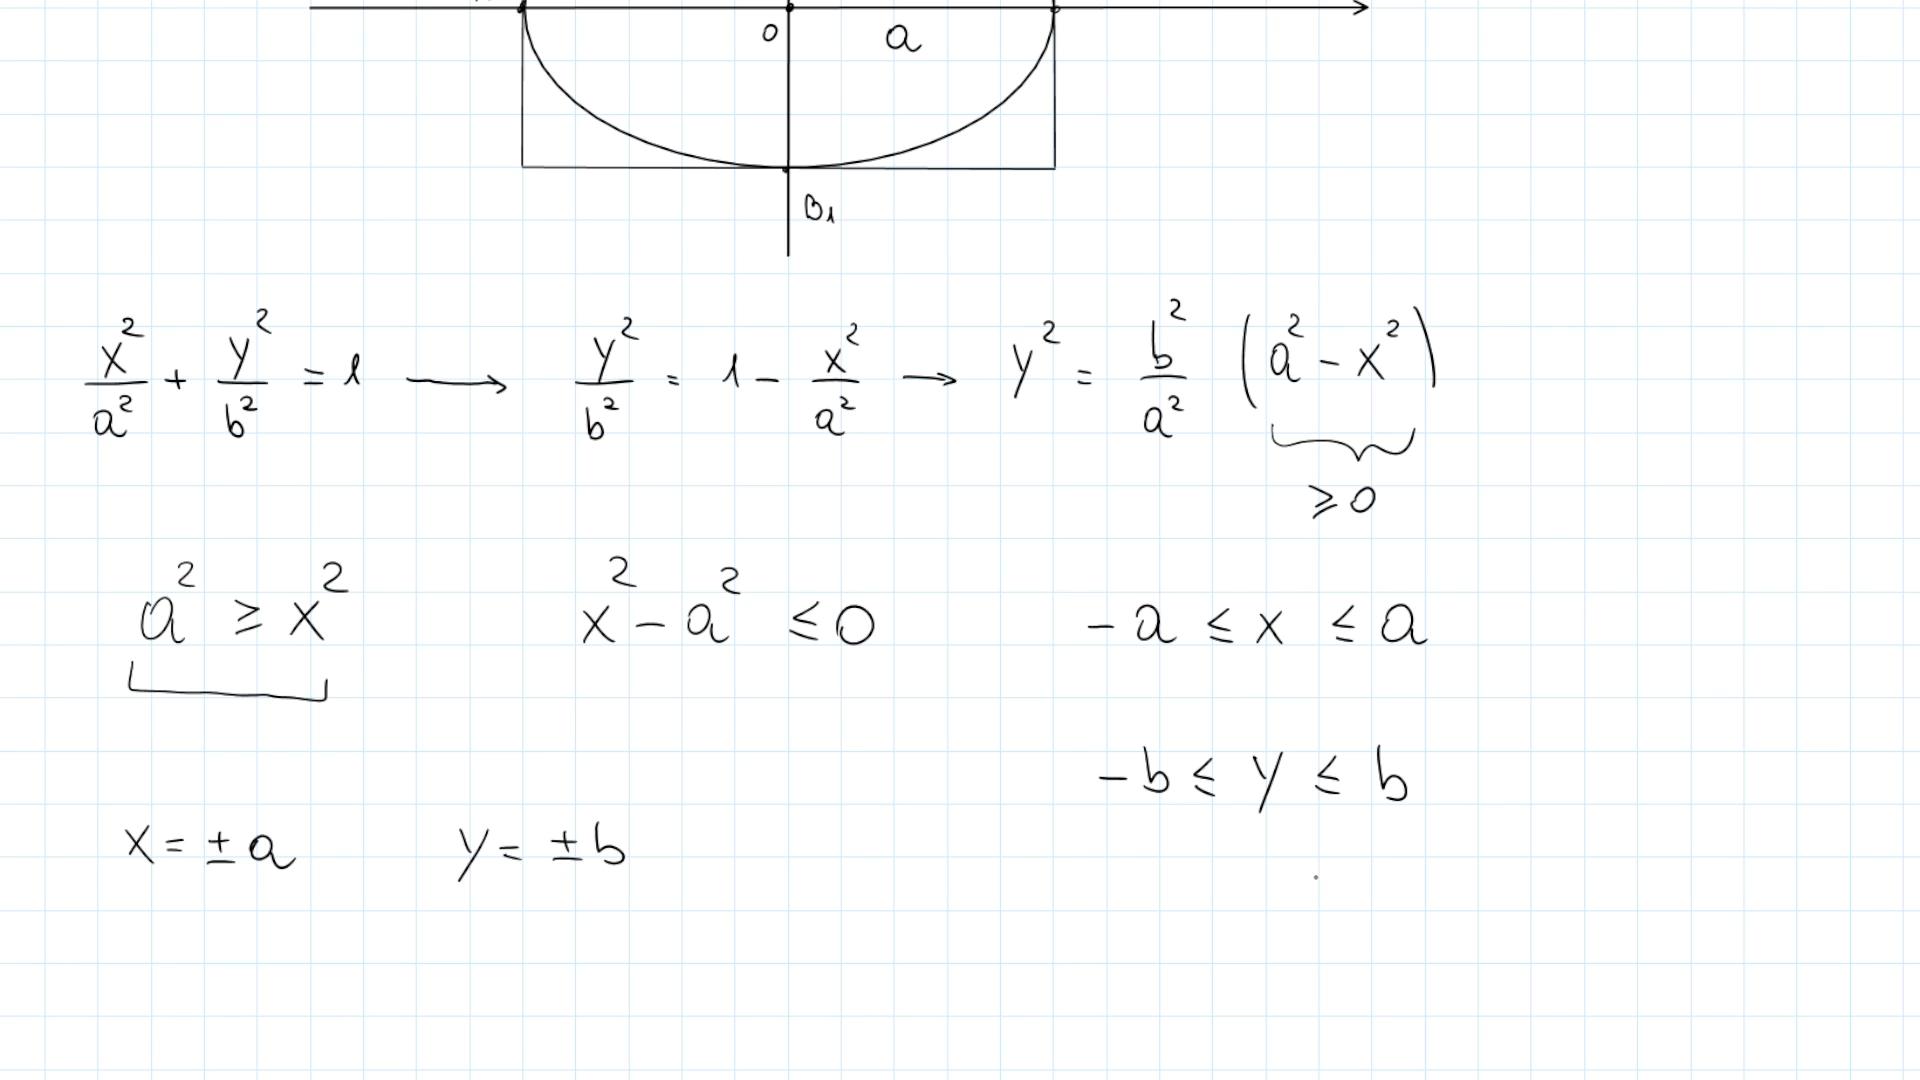 o a
B₁
x²/a² + y²/b² = 1 → y²/b² = 1 - x²/a² → y² = b²/a² (a² - x²)
≥ 0
a² ≥ x² x² - a² ≤ 0 -a ≤ x ≤ a
-b ≤ y ≤ b
x = ± a y = ± b